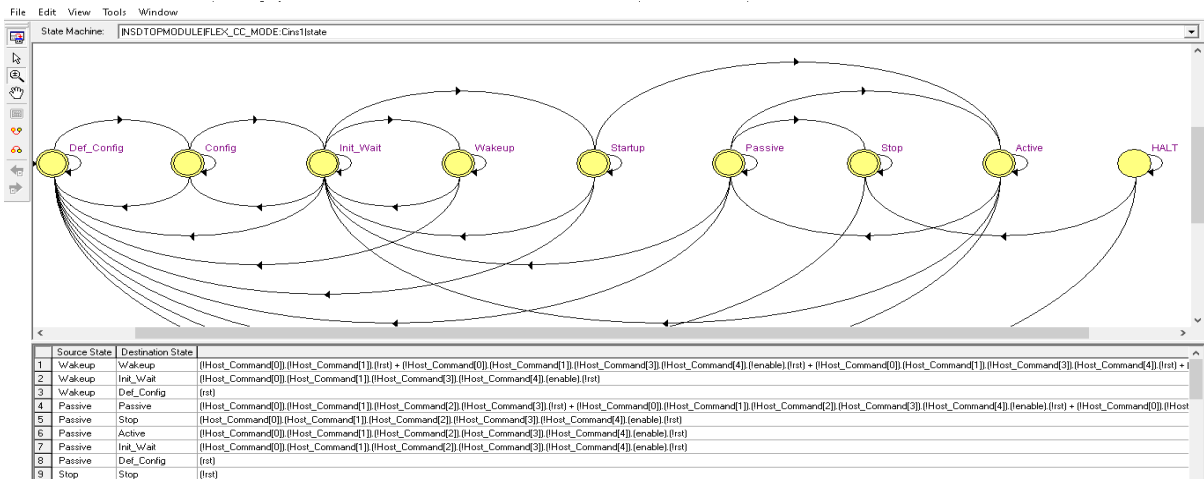 File Edit View Tools Window
State Machine: |NSDTOPMODULE|FLEX_CC_MODE:Cins1|state
Def_Config Config Init_Wait Wakeup Startup Passive Stop Active HALT
Source State Destination State
1 Wakeup Wakeup (!Host_Command[0]).(!Host_Command[1]).(!rst) + (!Host_Command[0]).(Host_Command[1]).(!Host_Command[3]).(!Host_Command[4]).(!enable).(!rst) + (!Host_Command[0]).(Host_Command[1]).(!Host_Command[3]).(Host_Command[4]).(!rst) +
2 Wakeup Init_Wait (!Host_Command[0]).(Host_Command[1]).(!Host_Command[3]).(!Host_Command[4]).(enable).(!rst)
3 Wakeup Def_Config (rst)
4 Passive Passive (!Host_Command[0]).(!Host_Command[1]).(!Host_Command[2]).(!Host_Command[3]).(!rst) + (!Host_Command[0]).(!Host_Command[1]).(!Host_Command[2]).(Host_Command[3]).(!Host_Command[4]).(!enable).(!rst) + (!Host_Command[0]).(!Host
5 Passive Stop (Host_Command[0]).(Host_Command[1]).(Host_Command[2]).(Host_Command[3]).(Host_Command[4]).(enable).(!rst)
6 Passive Active (!Host_Command[0]).(!Host_Command[1]).(!Host_Command[2]).(Host_Command[3]).(!Host_Command[4]).(enable).(!rst)
7 Passive Init_Wait (!Host_Command[0]).(Host_Command[1]).(!Host_Command[2]).(!Host_Command[3]).(!Host_Command[4]).(enable).(!rst)
8 Passive Def_Config (rst)
9 Stop Stop (!rst)